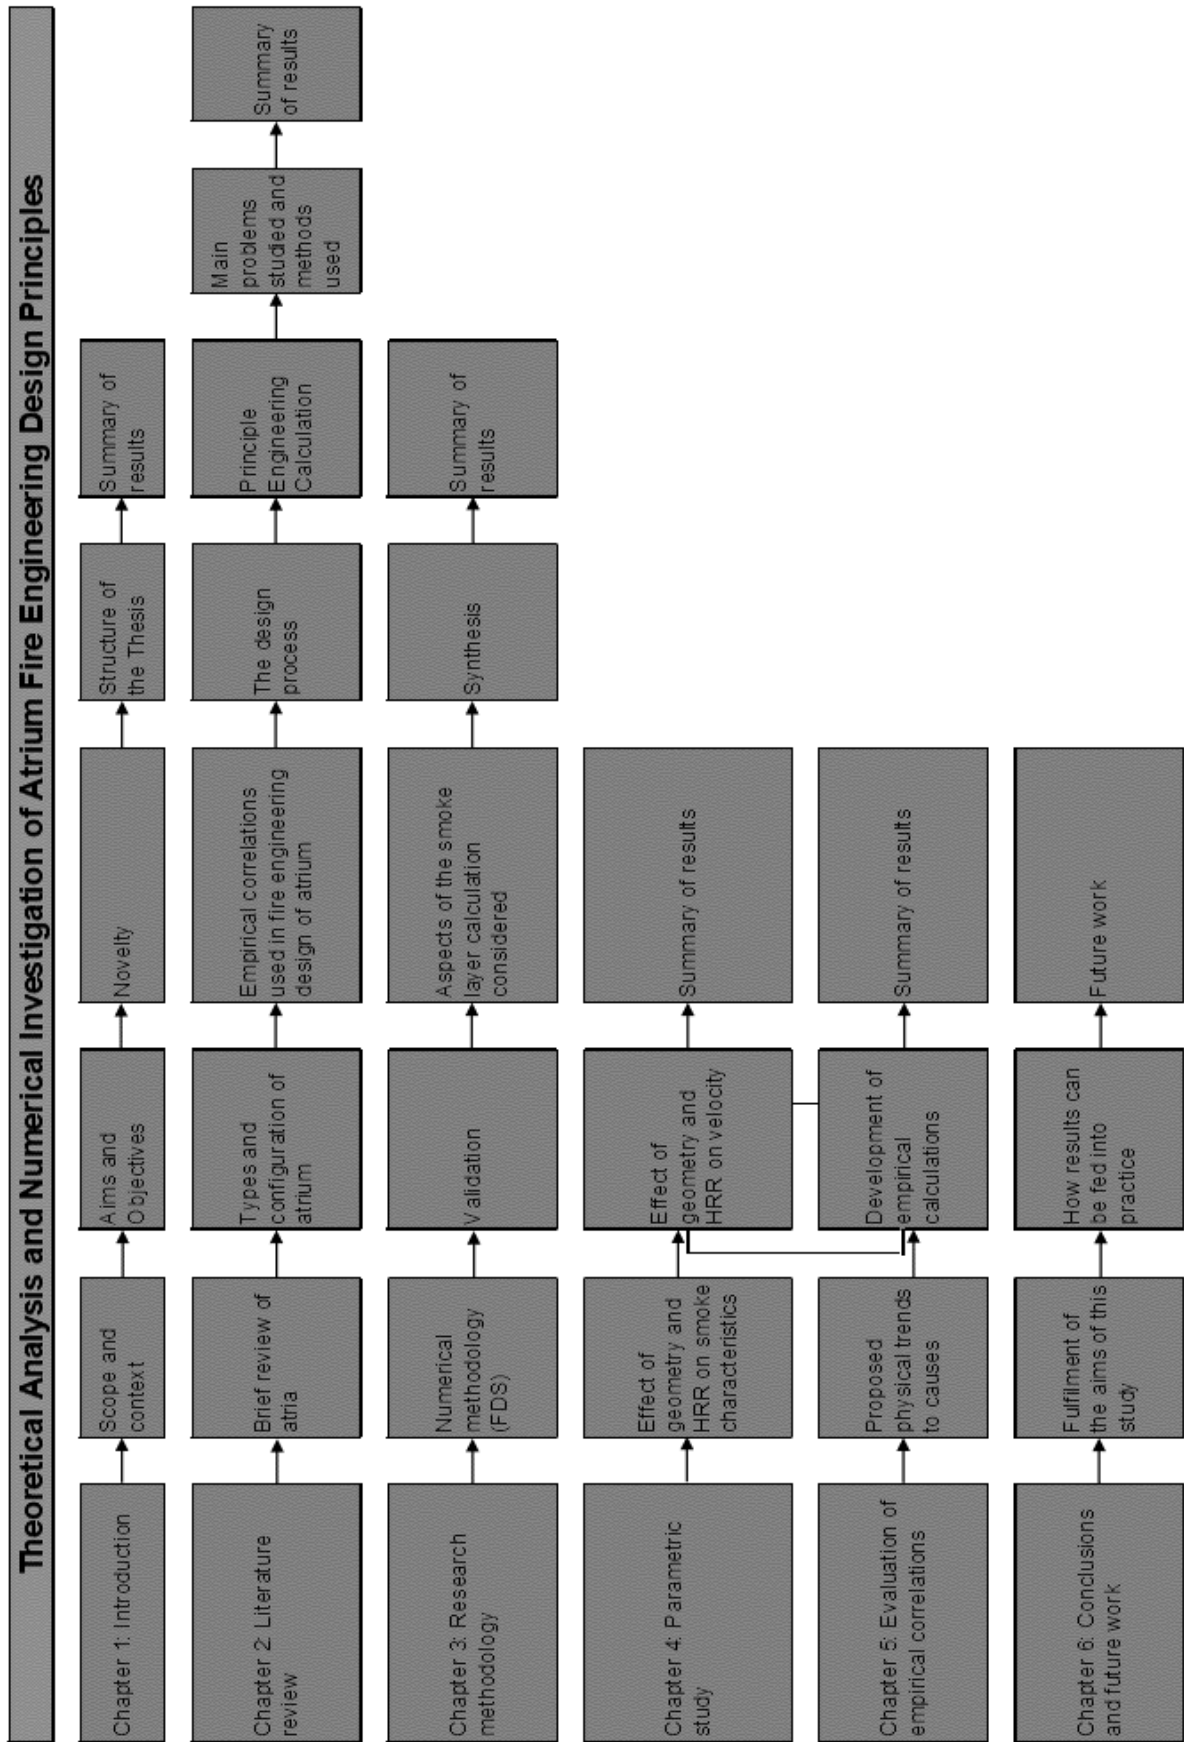 Theoretical Analysis and Numerical Investigation of Atrium Fire Engineering Design Principles
Chapter 1: Introduction
Scope and
context
Aims and
Objectives
Novelty
Structure of
the Thesis
Summary of
results
Chapter 2: Literature
review
Brief review of
atria
Types and
configuration of
atrium
Empirical correlations
used in fire engineering
design of atrium
The design
process
Principle
Engineering
Calculation
Main
problems
studied and
methods
used
Summary
of results
Chapter 3: Research
methodology
Numerical
methodology
(FDS)
Validation
Aspects of the smoke
layer calculation
considered
Synthesis
Summary of
results
Chapter 4: Parametric
study
Effect of
geometry and
HRR on smoke
characteristics
Effect of
geometry and
HRR on velocity
Summary of results
Chapter 5: Evaluation of
empirical correlations
Proposed
physical trends
to causes
Development of
empirical
calculations
Summary of results
Chapter 6: Conclusions
and future work
Fulfilment of
the aims of this
study
How results can
be fed into
practice
Future work